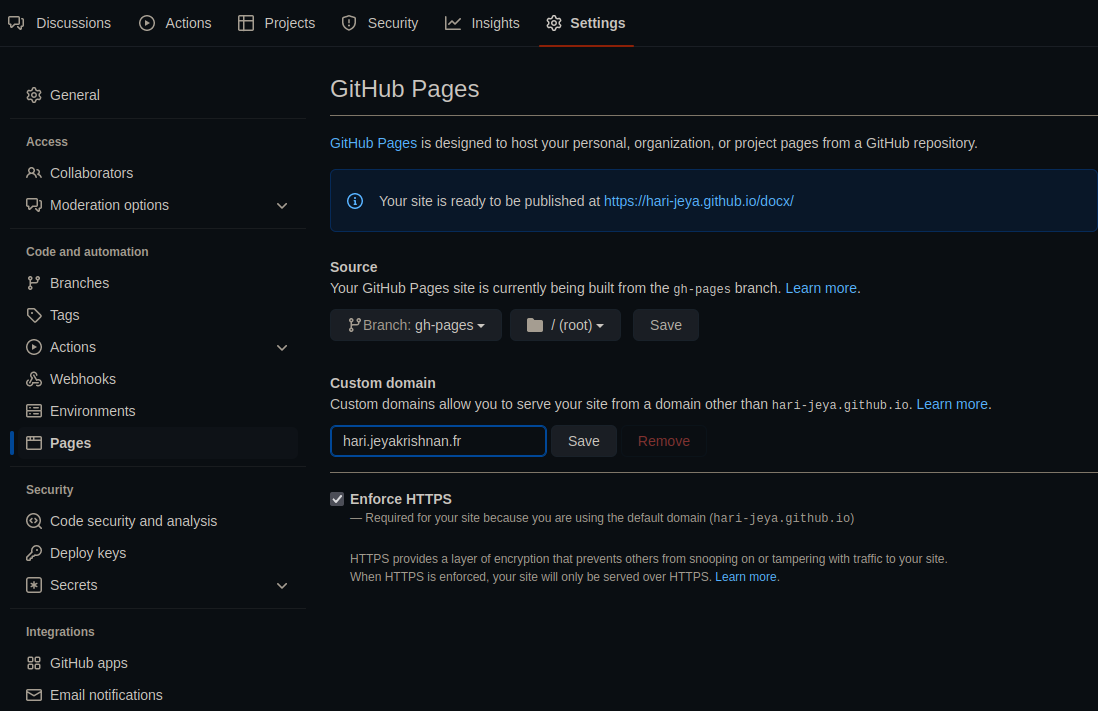 Discussions Actions Projects Security Insights Settings
General
Access
Collaborators
Moderation options
Code and automation
Branches
Tags
Actions
Webhooks
Environments
Pages
Security
Code security and analysis
Deploy keys
Secrets
Integrations
GitHub apps
Email notifications
GitHub Pages
GitHub Pages is designed to host your personal, organization, or project pages from a GitHub repository.
Your site is ready to be published at https://hari-jeya.github.io/docx/
Source
Your GitHub Pages site is currently being built from the gh-pages branch. Learn more.
Branch: gh-pages / (root) Save
Custom domain
Custom domains allow you to serve your site from a domain other than hari-jeya.github.io. Learn more.
hari.jeyakrishnan.fr Save Remove
Enforce HTTPS
— Required for your site because you are using the default domain (hari-jeya.github.io)
HTTPS provides a layer of encryption that prevents others from snooping on or tampering with traffic to your site.
When HTTPS is enforced, your site will only be served over HTTPS. Learn more.